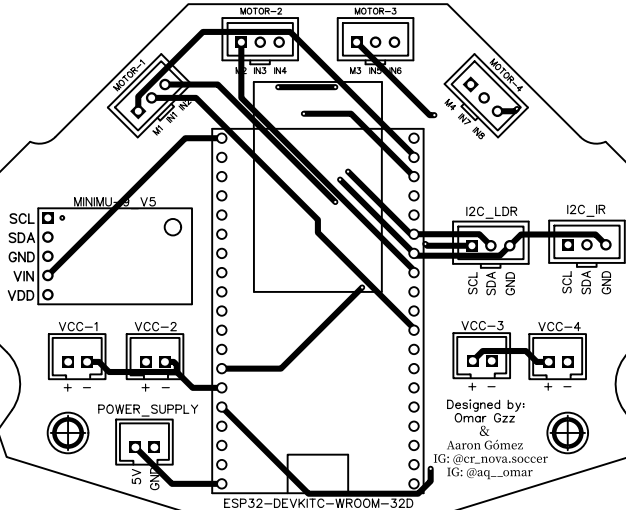 MOTOR-2 MOTOR-3
M2 IN3 IN4 M3 IN5 IN6
MOTOR-1
M1 IN1 IN2
MOTOR-4
M4 IN7 IN8
MINIMU-9_V5
SCL
SDA
GND
VIN
VDD
I2C_LDR
SCL SDA GND
I2C_IR
SCL SDA GND
VCC-1 VCC-2
+ − + −
VCC-3 VCC-4
+ − + −
POWER_SUPPLY
5V GND
Designed by:
Omar Gzz
&
Aaron Gómez
IG: @cr_nova.soccer
IG: @aq__omar
ESP32-DEVKITC-WROOM-32D